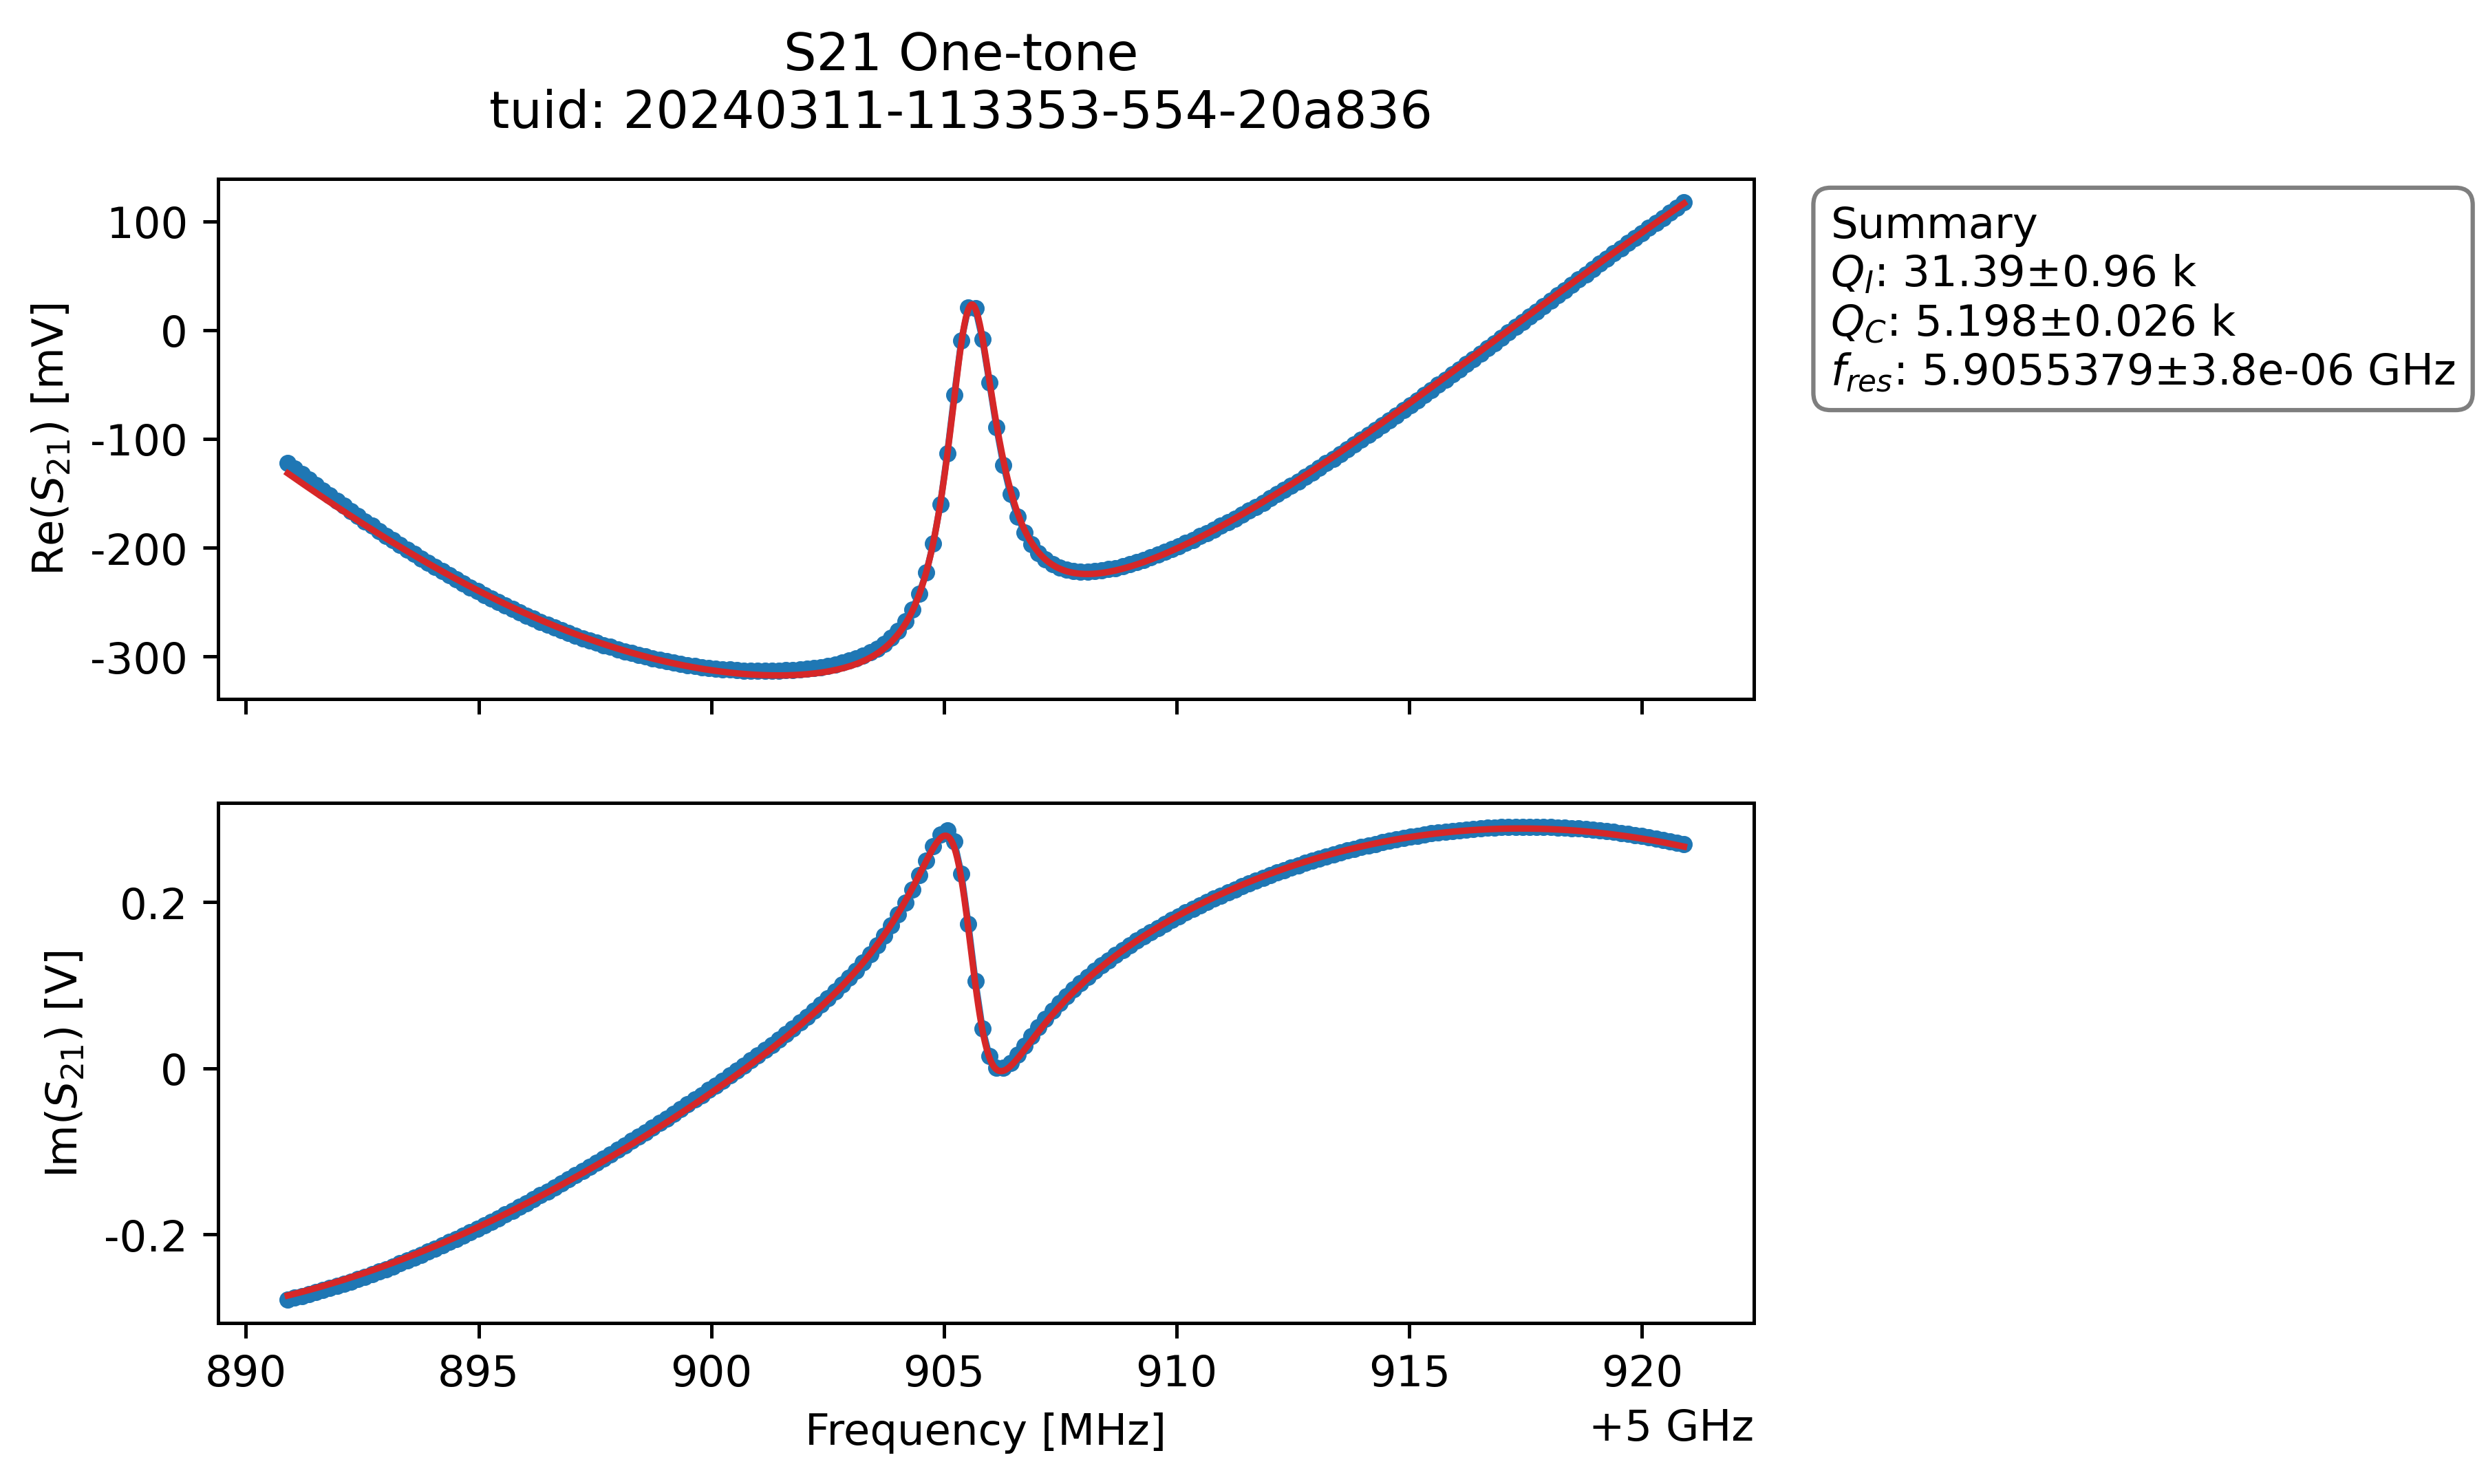 S21 One-tone
tuid: 20240311-113353-554-20a836
Re(S21) [mV]
100
0
-100
-200
-300
Summary
QI: 31.39±0.96 k
QC: 5.198±0.026 k
fres: 5.9055379±3.8e-06 GHz
Im(S21) [V]
0.2
0
-0.2
890 895 900 905 910 915 920
Frequency [MHz]
+5 GHz